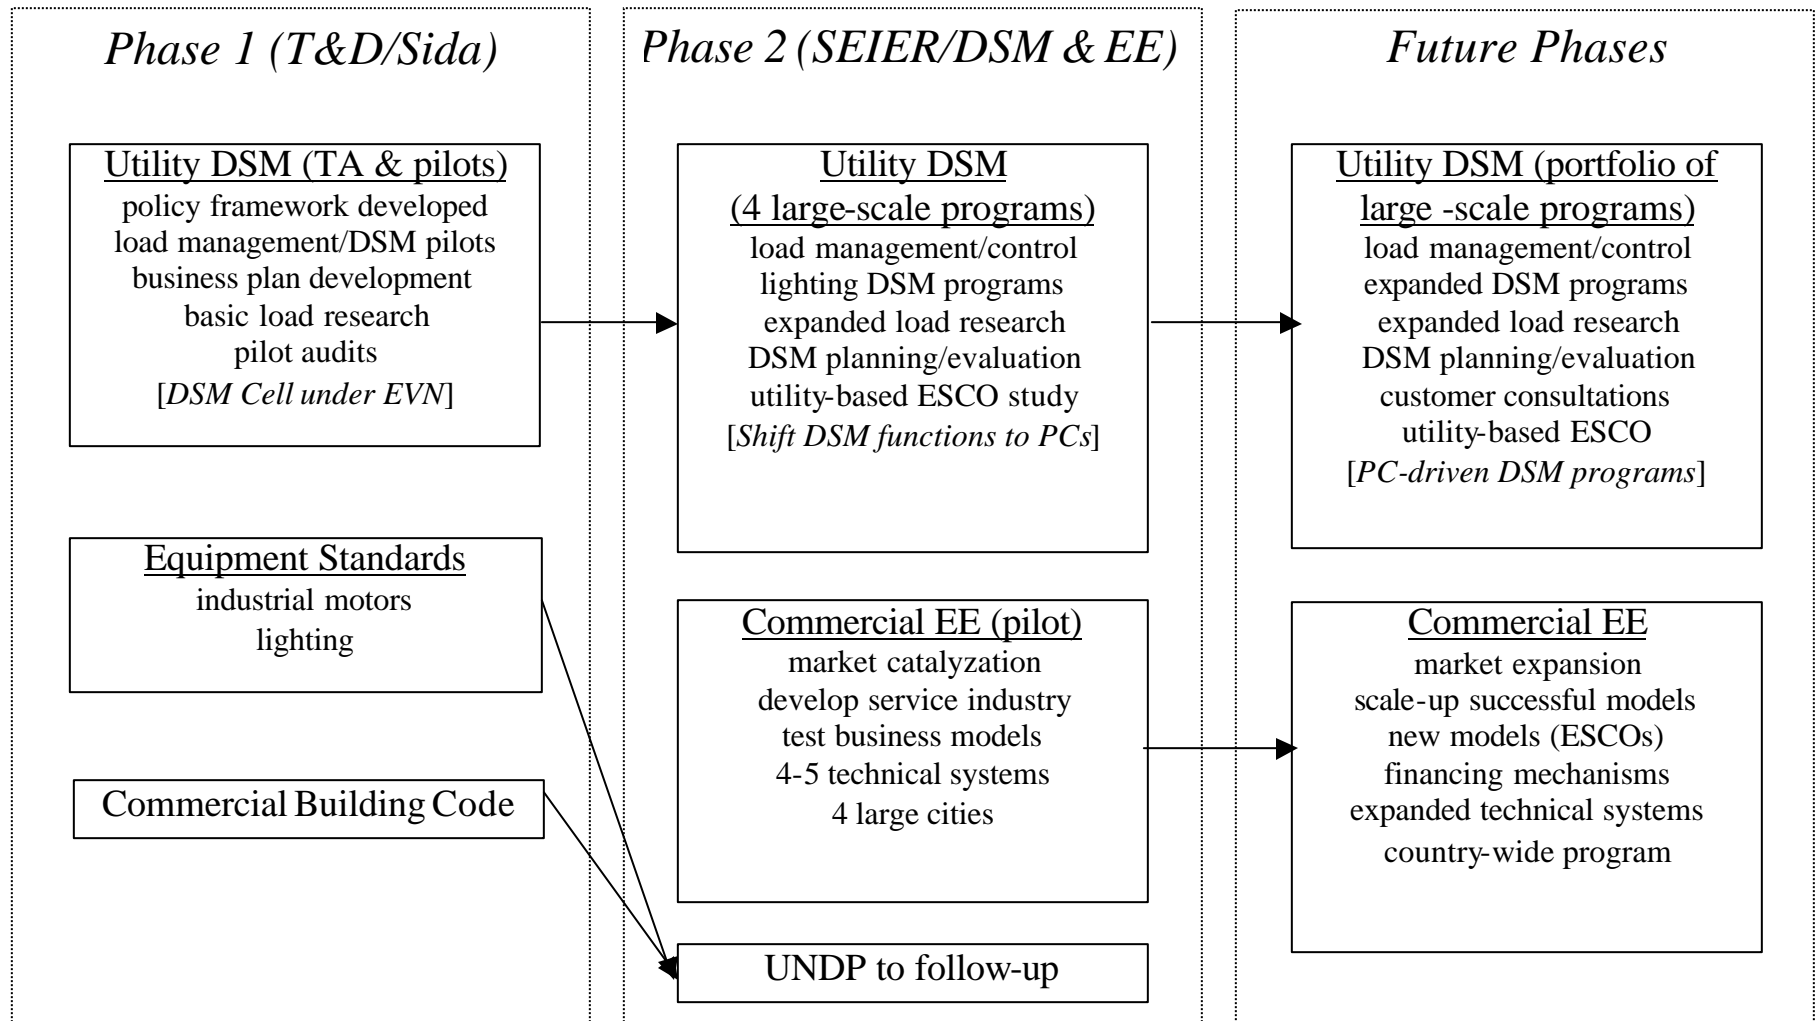 Phase 1 (T&D/Sida)
Utility DSM (TA & pilots)
policy framework developed
load management/DSM pilots
business plan development
basic load research
pilot audits
[DSM Cell under EVN]
Equipment Standards
industrial motors
lighting
Commercial Building Code
Phase 2 (SEIER/DSM & EE)
Utility DSM
(4 large-scale programs)
load management/control
lighting DSM programs
expanded load research
DSM planning/evaluation
utility-based ESCO study
[Shift DSM functions to PCs]
Commercial EE (pilot)
market catalyzation
develop service industry
test business models
4-5 technical systems
4 large cities
UNDP to follow-up
Future Phases
Utility DSM (portfolio of
large -scale programs)
load management/control
expanded DSM programs
expanded load research
DSM planning/evaluation
customer consultations
utility-based ESCO
[PC-driven DSM programs]
Commercial EE
market expansion
scale-up successful models
new models (ESCOs)
financing mechanisms
expanded technical systems
country-wide program